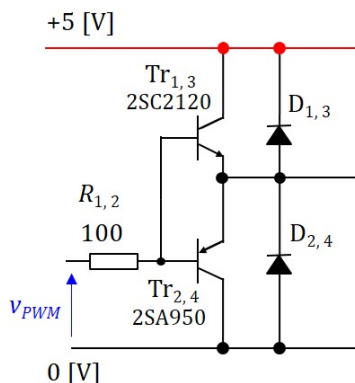 +5 [V]
Tr1, 3
2SC2120
D1, 3
R1, 2
100
D2, 4
Tr2, 4
vPWM
2SA950
0 [V]